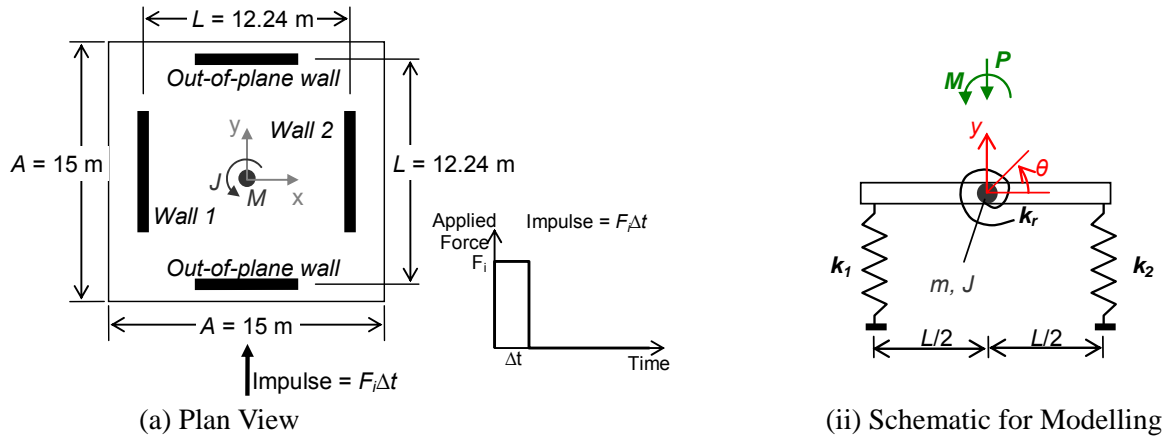 L = 12.24 m
Out-of-plane wall
Wall 2
y
A = 15 m
L = 12.24 m
J
M
x
Wall 1
Out-of-plane wall
A = 15 m
Impulse = FᵢΔt
Applied
Force
Impulse = FᵢΔt
Fᵢ
Δt
Time
(a) Plan View
P
M
y
θ
kᵣ
k₁
k₂
m, J
L/2
L/2
(ii) Schematic for Modelling